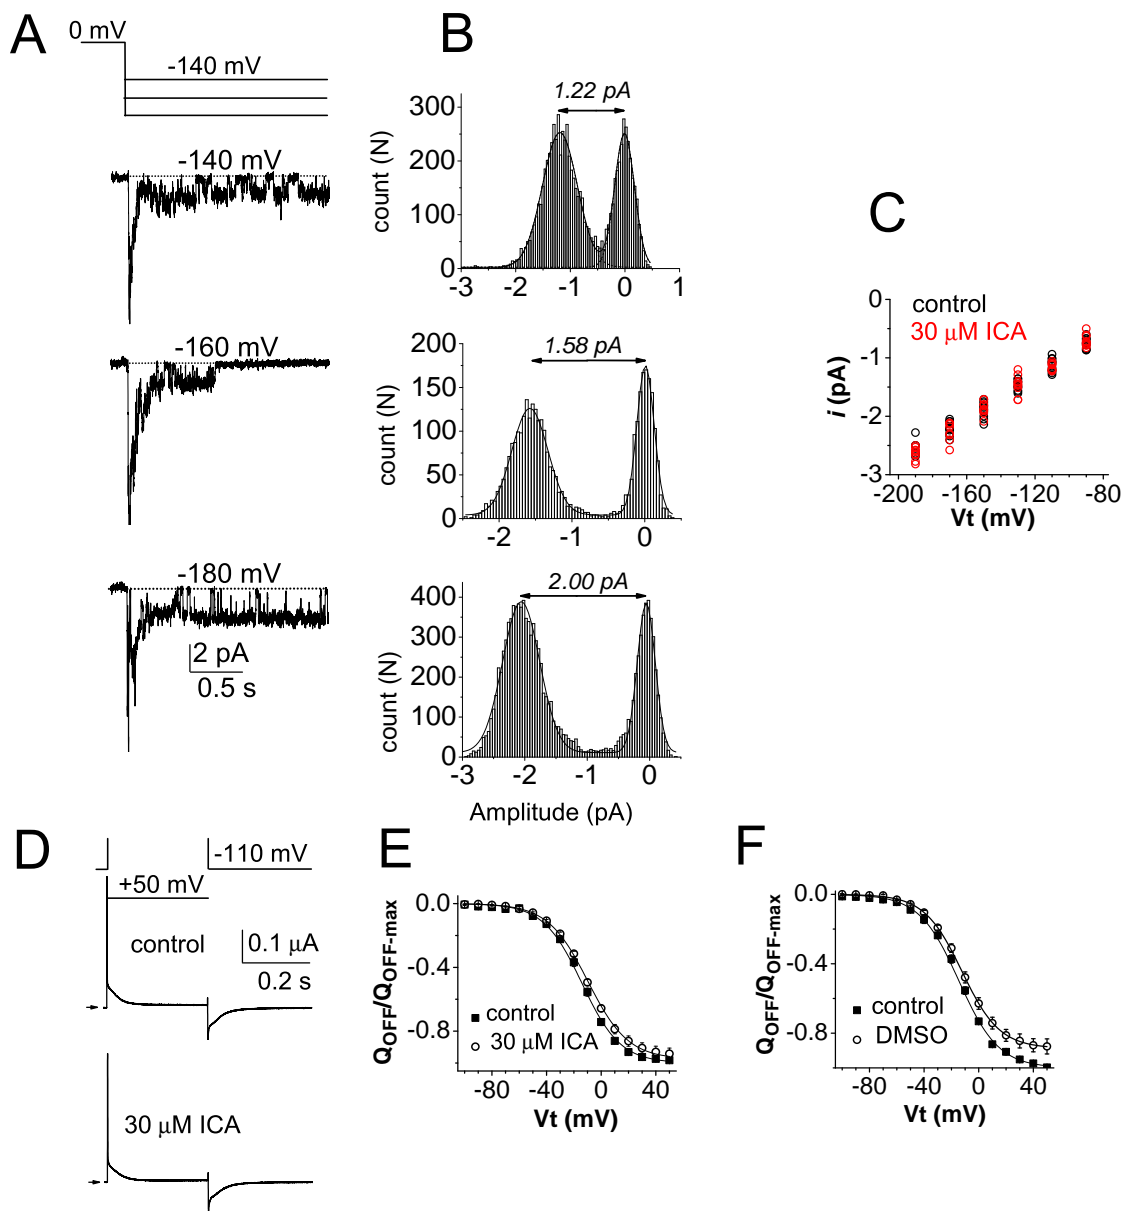 A
0 mV
-140 mV
-140 mV
-160 mV
-180 mV
2 pA
0.5 s
B
1.22 pA
300
200
100
0
count (N)
-3 -2 -1 0 1
1.58 pA
200
150
100
50
0
count (N)
-2 -1 0
2.00 pA
400
300
200
100
0
count (N)
-3 -2 -1 0
Amplitude (pA)
C
control
30 μM ICA
0
-1
-2
-3
i (pA)
-200 -160 -120 -80
Vt (mV)
D
-110 mV
+50 mV
control
0.1 μA
0.2 s
30 μM ICA
E
0.0
-0.4
-0.8
QOFF/QOFF-max
control
30 μM ICA
-80 -40 0 40
Vt (mV)
F
0.0
-0.4
-0.8
QOFF/QOFF-max
control
DMSO
-80 -40 0 40
Vt (mV)